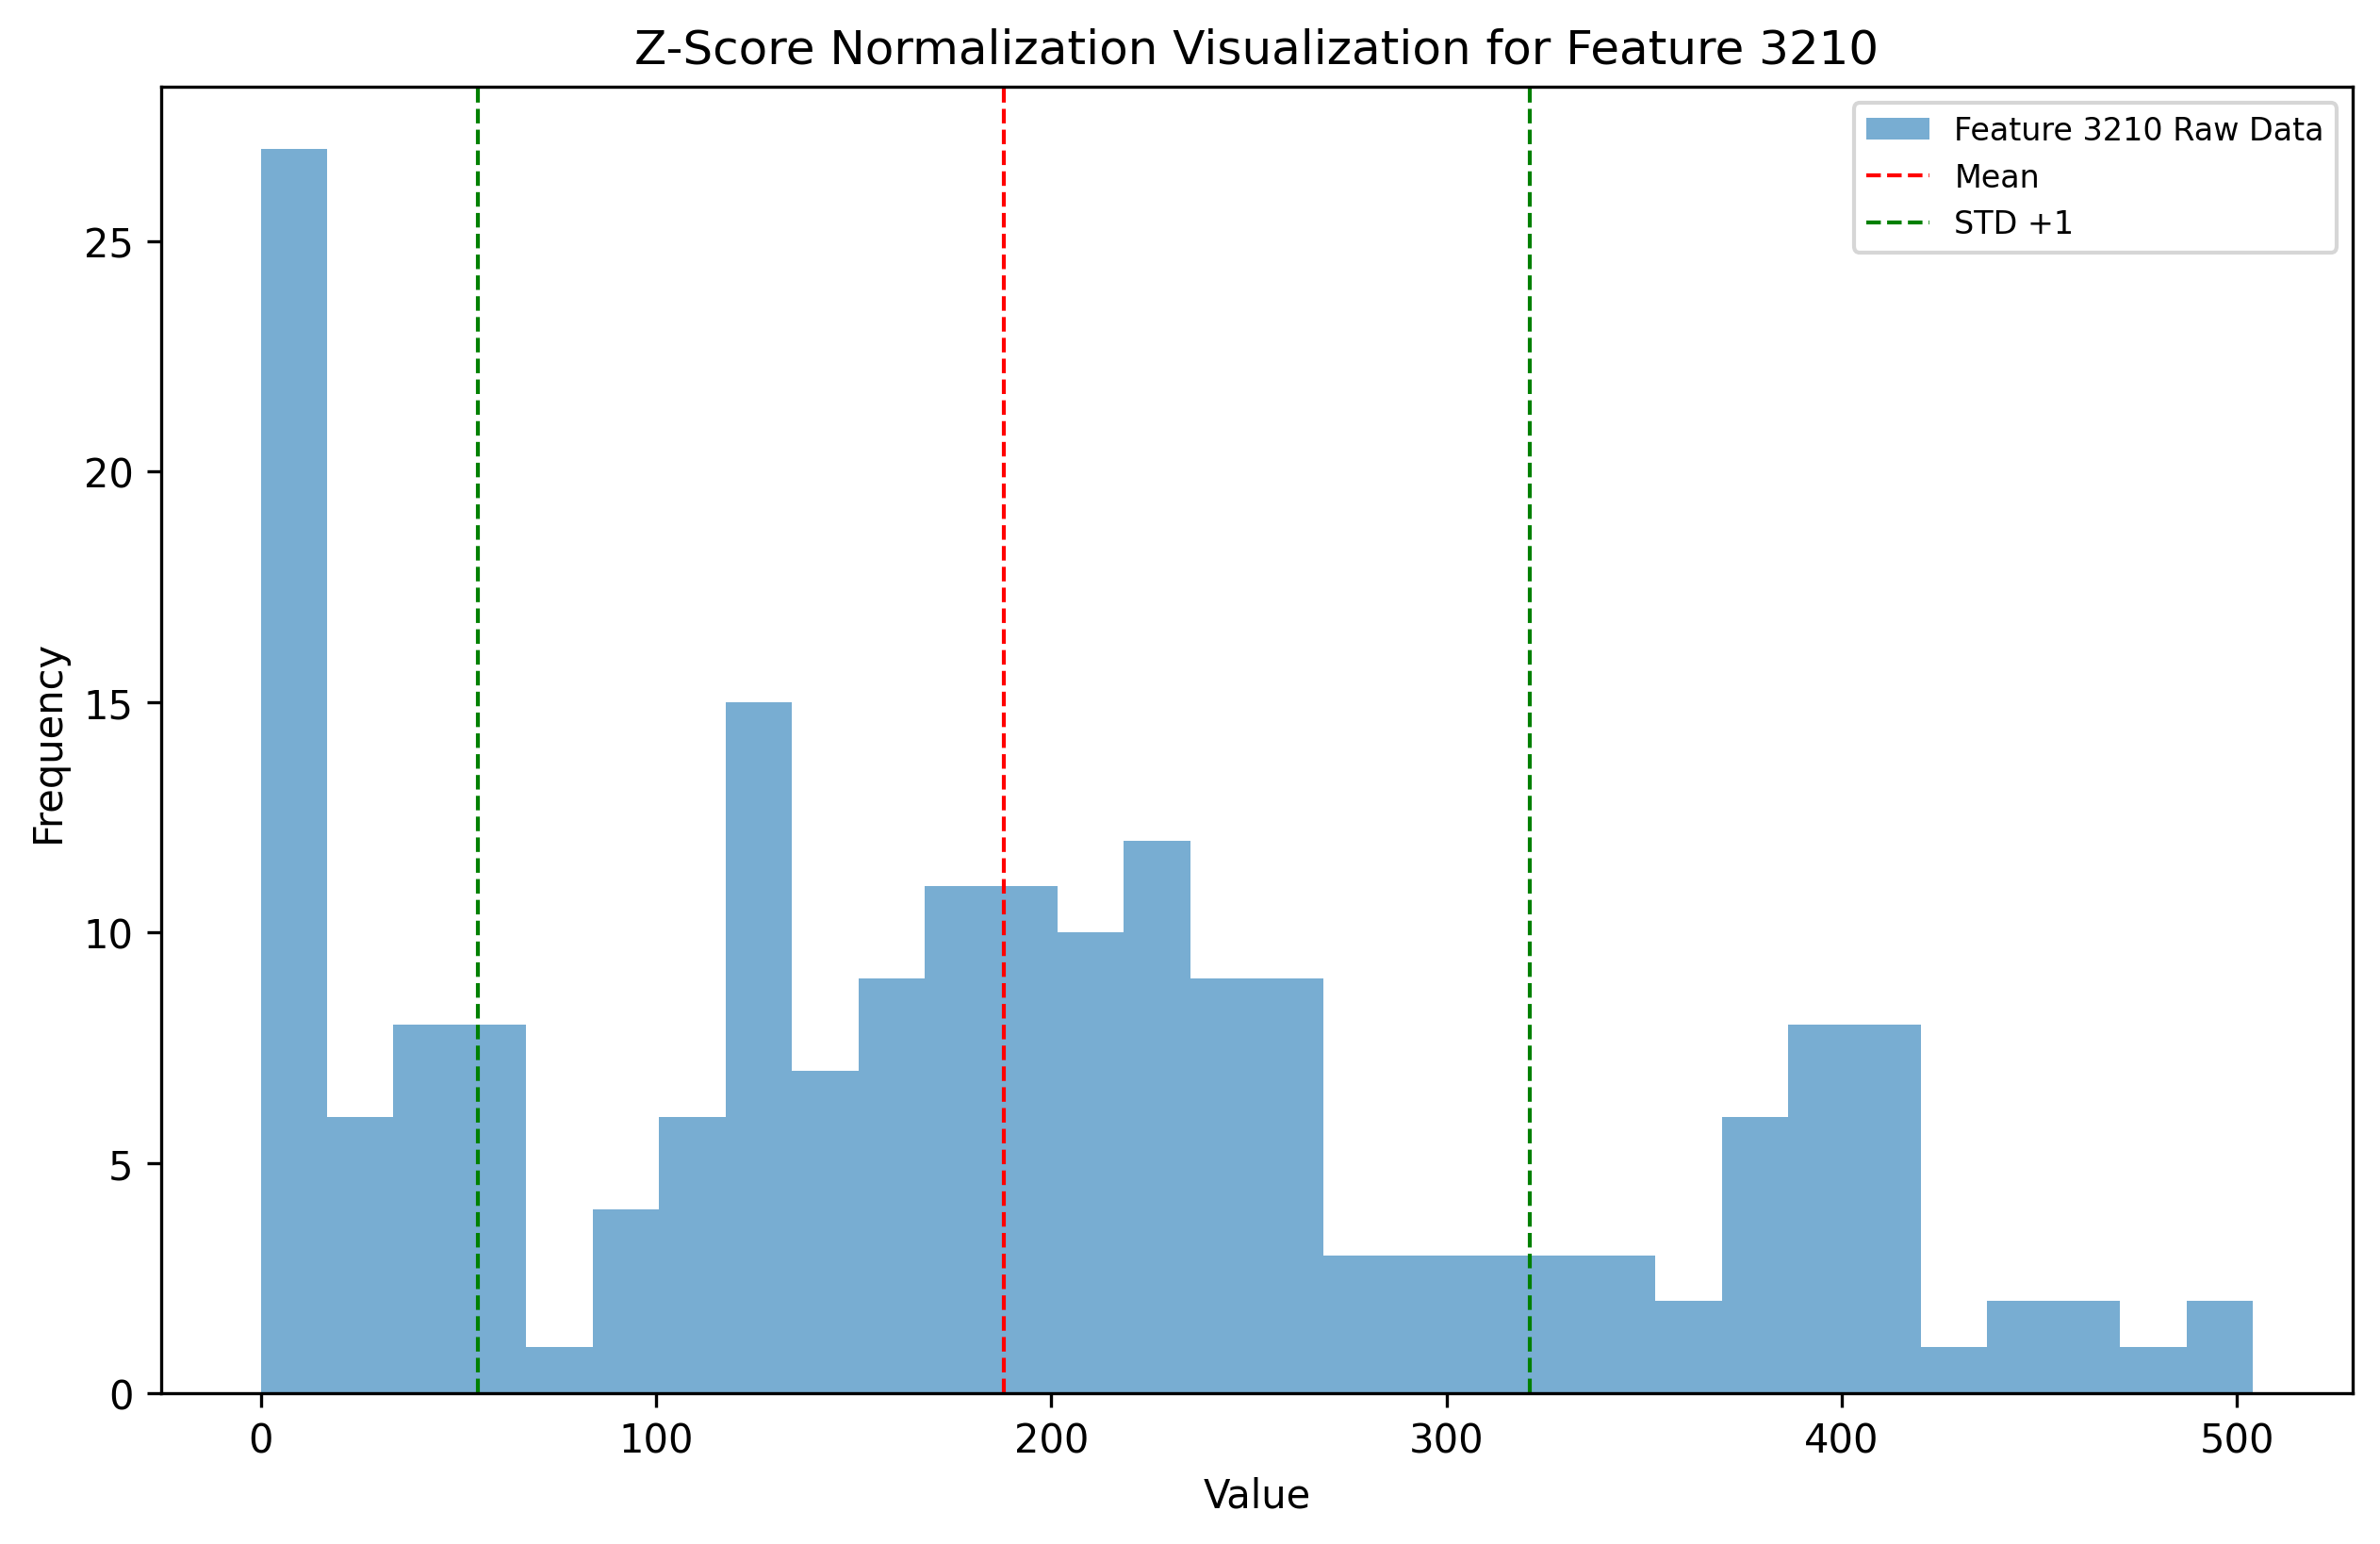 Z-Score Normalization Visualization for Feature 3210
Feature 3210 Raw Data
Mean
STD +1
Frequency
25
20
15
10
5
0
0 100 200 300 400 500
Value